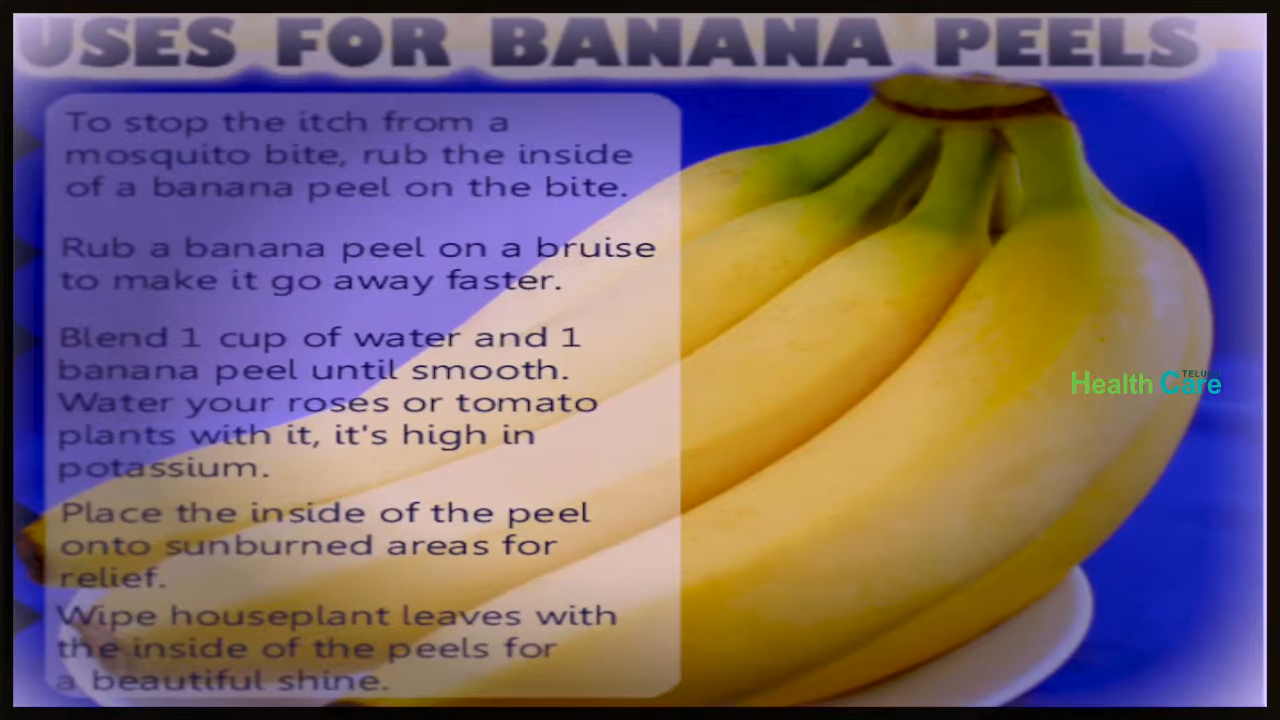 USES FOR BANANA PEELS
To stop the itch from a
mosquito bite, rub the inside
of a banana peel on the bite.
Rub a banana peel on a bruise
to make it go away faster.
Blend 1 cup of water and 1
banana peel until smooth.
Water your roses or tomato
plants with it, it's high in
potassium.
Place the inside of the peel
onto sunburned areas for
relief.
Wipe houseplant leaves with
the inside of the peels for
a beautiful shine.
Health Care